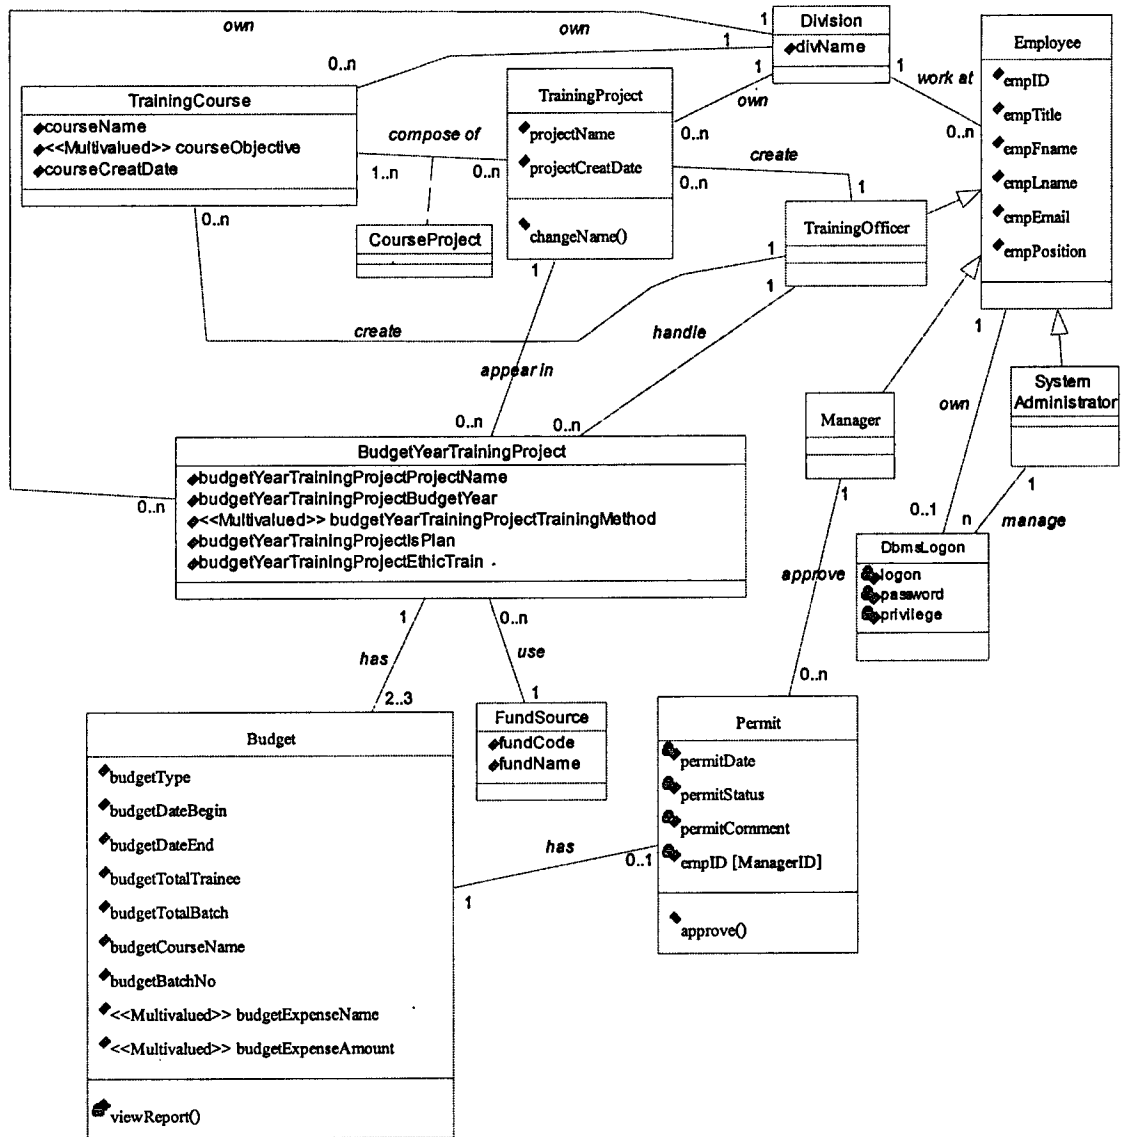 own
1
Division
divName
own
1
1
0..n
Employee
empID
empTitle
empFname
empLname
empEmail
empPosition
1
work at
0..n
TrainingCourse
courseName
<<Multivalued>> courseObjective
courseCreatDate
TrainingProject
projectName
projectCreatDate
changeName()
own
0..n
compose of
1..n
0..n
create
0..n
1
0..n
CourseProject
TrainingOfficer
1
1
1
create
handle
appear in
1
own
System
Administrator
Manager
0..n
0..n
BudgetYearTrainingProject
budgetYearTrainingProjectProjectName
budgetYearTrainingProjectBudgetYear
<<Multivalued>> budgetYearTrainingProjectTrainingMethod
budgetYearTrainingProjectIsPlan
budgetYearTrainingProjectEthicTrain
0..n
1
0..1
n
1
manage
DbmsLogon
logon
password
privilege
approve
1
0..n
has
use
2..3
1
0..n
FundSource
fundCode
fundName
Permit
permitDate
permitStatus
permitComment
empID [ManagerID]
approve()
Budget
budgetType
budgetDateBegin
budgetDateEnd
budgetTotalTrainee
budgetTotalBatch
budgetCourseName
budgetBatchNo
<<Multivalued>> budgetExpenseName
<<Multivalued>> budgetExpenseAmount
viewReport()
has
0..1
1